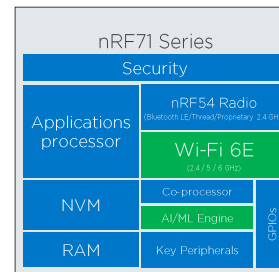 nRF71 Series
Security
Applications
processor
nRF54 Radio
(Bluetooth LE/Thread/Proprietary 2.4 GH
Wi-Fi 6E
(2.4 / 5 / 6 GHz)
NVM
Co-processor
AI/ML Engine
GPIOs
RAM
Key Peripherals